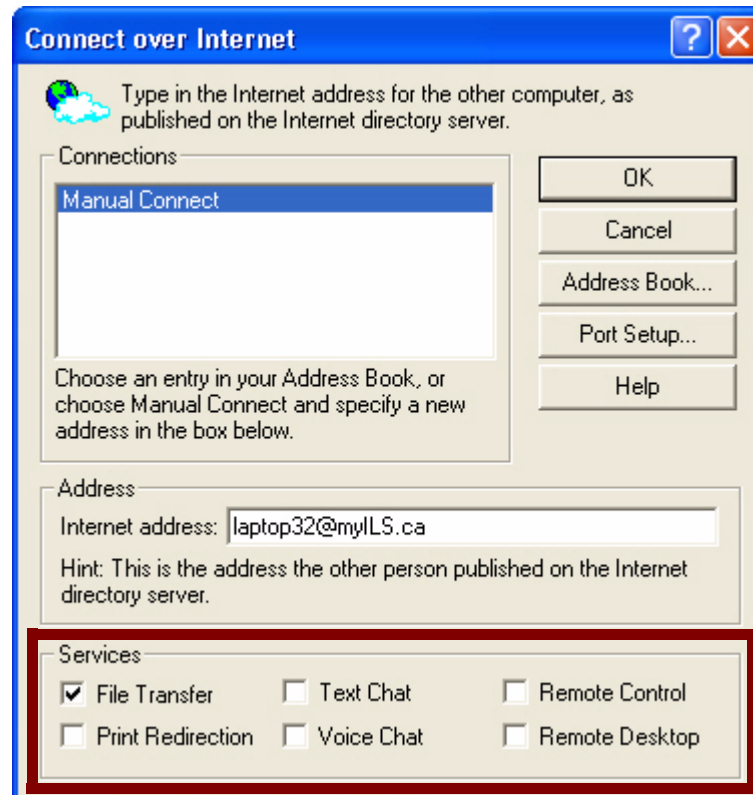 Connect over Internet
Type in the Internet address for the other computer, as
published on the Internet directory server.
Connections
Manual Connect
Choose an entry in your Address Book, or
choose Manual Connect and specify a new
address in the box below.
OK
Cancel
Address Book...
Port Setup...
Help
Address
Internet address: laptop32@myILS.ca
Hint: This is the address the other person published on the Internet
directory server.
Services
File Transfer Text Chat Remote Control
Print Redirection Voice Chat Remote Desktop